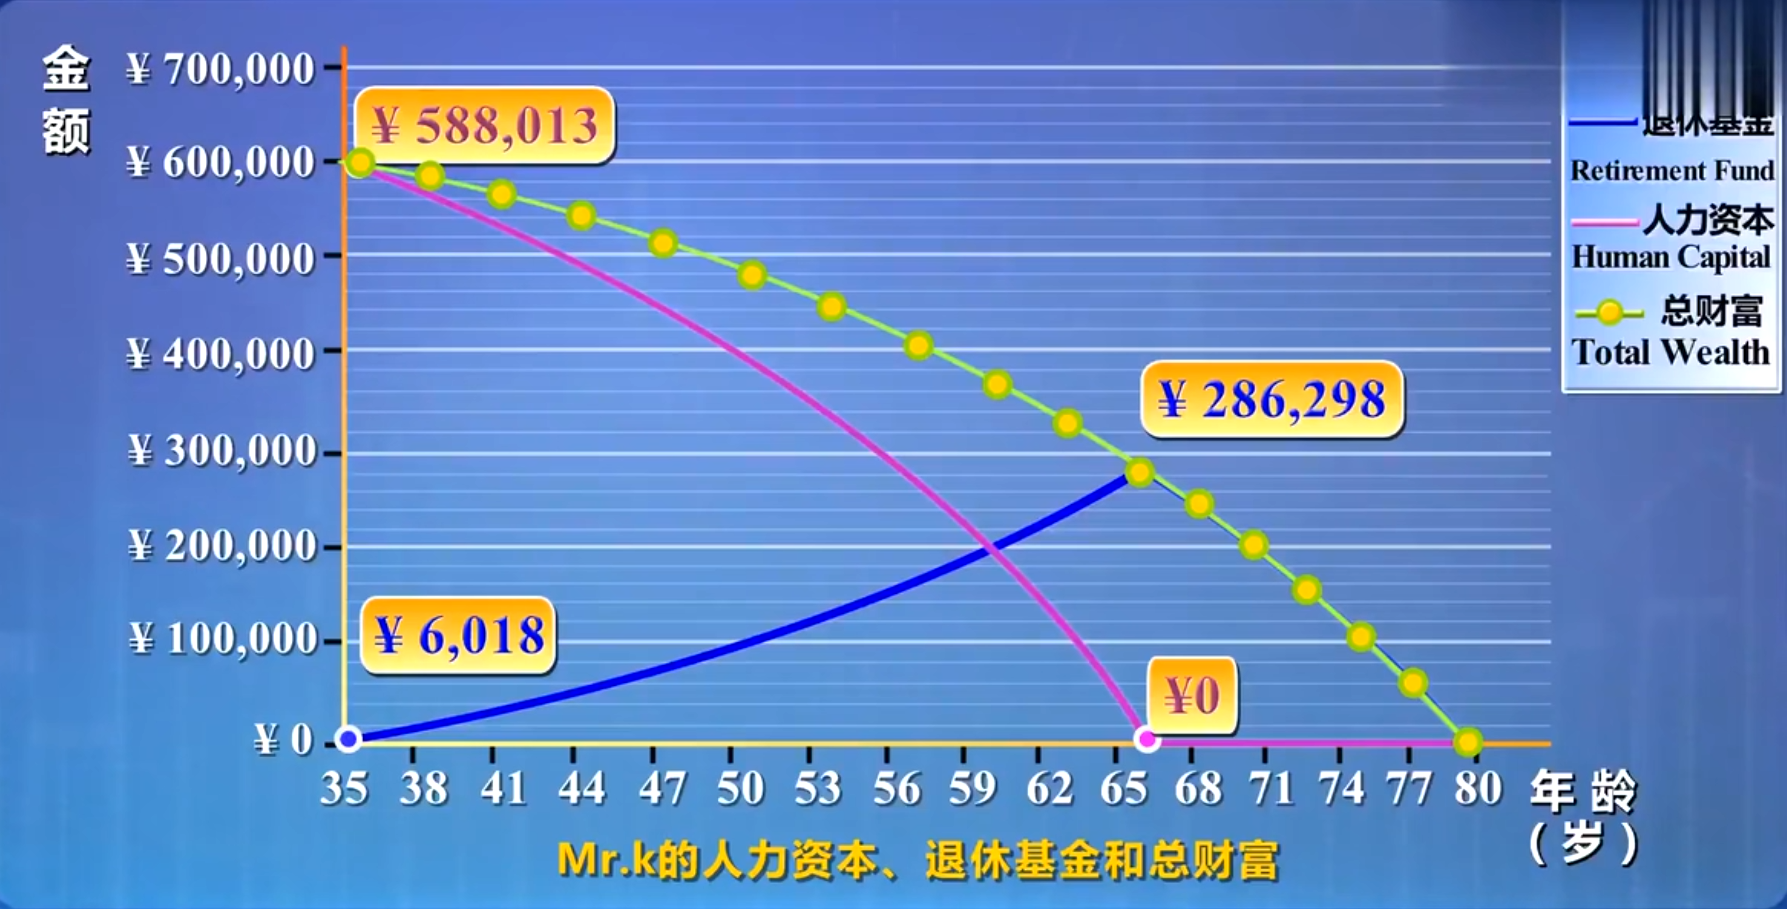 金额
¥ 700,000
¥ 600,000
¥ 500,000
¥ 400,000
¥ 300,000
¥ 200,000
¥ 100,000
¥ 0
¥ 588,013
¥ 286,298
¥ 6,018
¥0
退休基金
Retirement Fund
人力资本
Human Capital
总财富
Total Wealth
35 38 41 44 47 50 53 56 59 62 65 68 71 74 77 80
年龄
（岁）
Mr.k的人力资本、退休基金和总财富